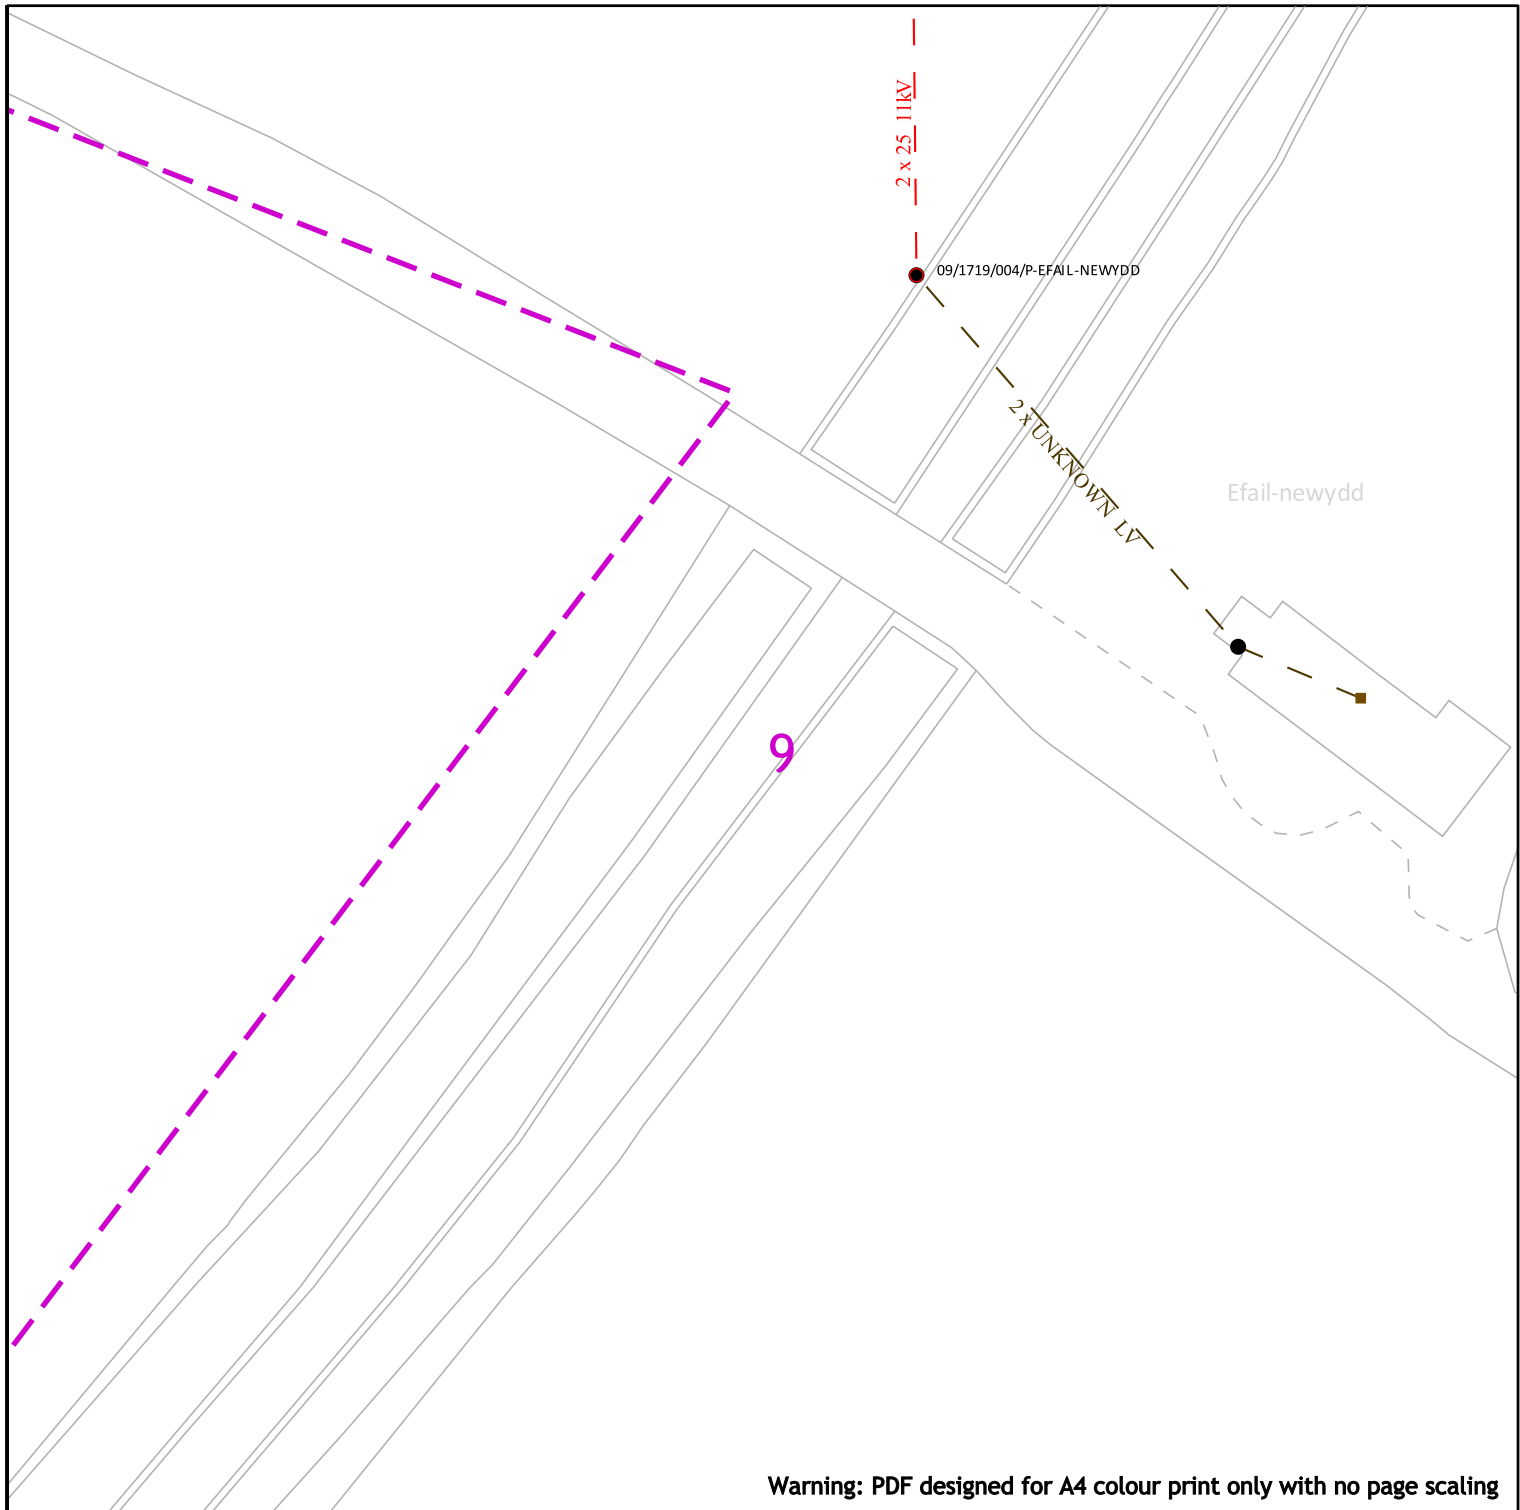 2 x 25 11kV
09/1719/004/P-EFAIL-NEWYDD
2 x UNKNOWN LV
Efail-newydd
9
Warning: PDF designed for A4 colour print only with no page scaling